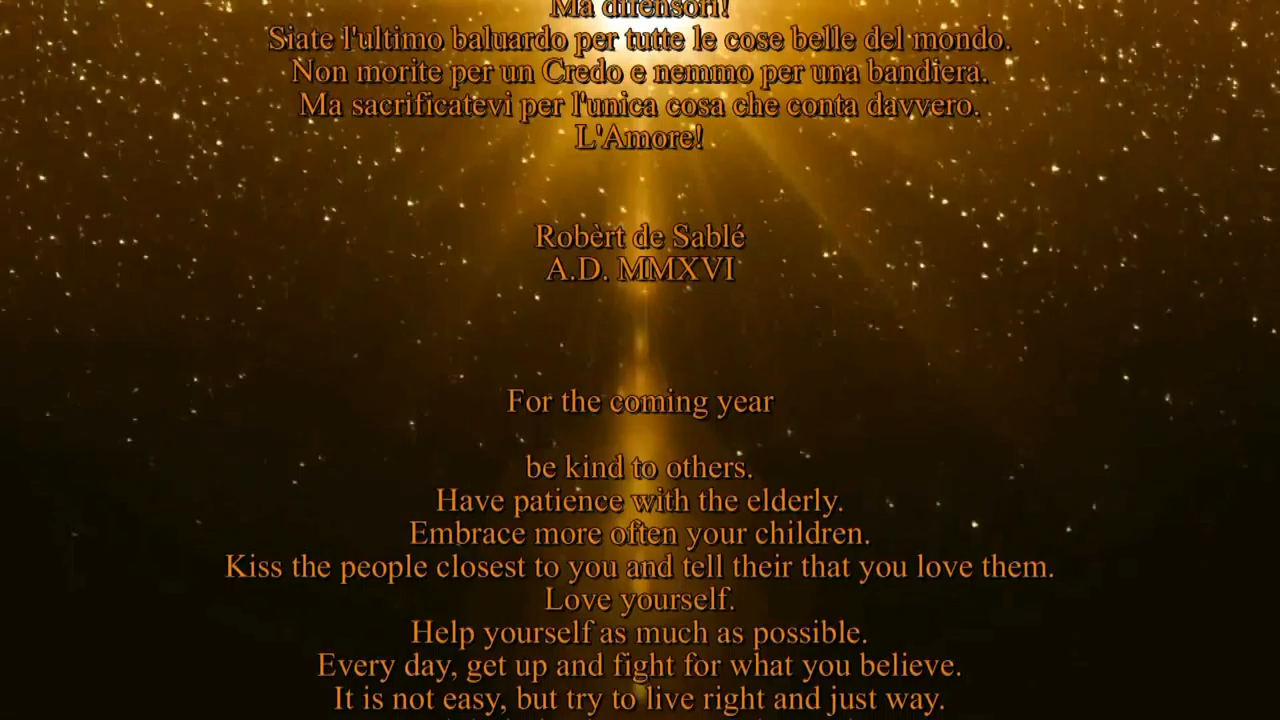 Ma difensori!
Siate l'ultimo baluardo per tutte le cose belle del mondo.
Non morite per un Credo e nemmo per una bandiera.
Ma sacrificatevi per l'unica cosa che conta davvero.
L'Amore!
Robèrt de Sablé
A.D. MMXVI
For the coming year
be kind to others.
Have patience with the elderly.
Embrace more often your children.
Kiss the people closest to you and tell their that you love them.
Love yourself.
Help yourself as much as possible.
Every day, get up and fight for what you believe.
It is not easy, but try to live right and just way.